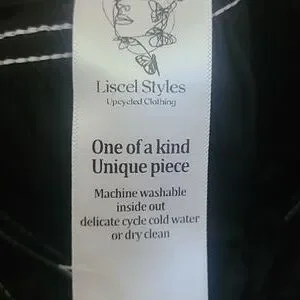 Liscel Styles
Upcycled Clothing
One of a kind
Unique piece
Machine washable
inside out
delicate cycle cold water
or dry clean